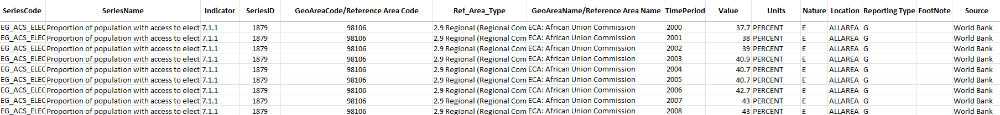 SeriesCode SeriesName Indicator SeriesID GeoAreaCode/Reference Area Code Ref_Area_Type GeoAreaName/Reference Area Name TimePeriod Value Units Nature Location Reporting Type FootNote Source
EG_ACS_ELEC Proportion of population with access to elect 7.1.1 1879 98106 2.9 Regional (Regional Com ECA: African Union Commission 2000 37.7 PERCENT E ALLAREA G World Bank
EG_ACS_ELEC Proportion of population with access to elect 7.1.1 1879 98106 2.9 Regional (Regional Com ECA: African Union Commission 2001 38 PERCENT E ALLAREA G World Bank
EG_ACS_ELEC Proportion of population with access to elect 7.1.1 1879 98106 2.9 Regional (Regional Com ECA: African Union Commission 2002 39 PERCENT E ALLAREA G World Bank
EG_ACS_ELEC Proportion of population with access to elect 7.1.1 1879 98106 2.9 Regional (Regional Com ECA: African Union Commission 2003 40.9 PERCENT E ALLAREA G World Bank
EG_ACS_ELEC Proportion of population with access to elect 7.1.1 1879 98106 2.9 Regional (Regional Com ECA: African Union Commission 2004 40.7 PERCENT E ALLAREA G World Bank
EG_ACS_ELEC Proportion of population with access to elect 7.1.1 1879 98106 2.9 Regional (Regional Com ECA: African Union Commission 2005 40.7 PERCENT E ALLAREA G World Bank
EG_ACS_ELEC Proportion of population with access to elect 7.1.1 1879 98106 2.9 Regional (Regional Com ECA: African Union Commission 2006 42.7 PERCENT E ALLAREA G World Bank
EG_ACS_ELEC Proportion of population with access to elect 7.1.1 1879 98106 2.9 Regional (Regional Com ECA: African Union Commission 2007 43 PERCENT E ALLAREA G World Bank
EG_ACS_ELEC Proportion of population with access to elect 7.1.1 1879 98106 2.9 Regional (Regional Com ECA: African Union Commission 2008 43 PERCENT E ALLAREA G World Bank